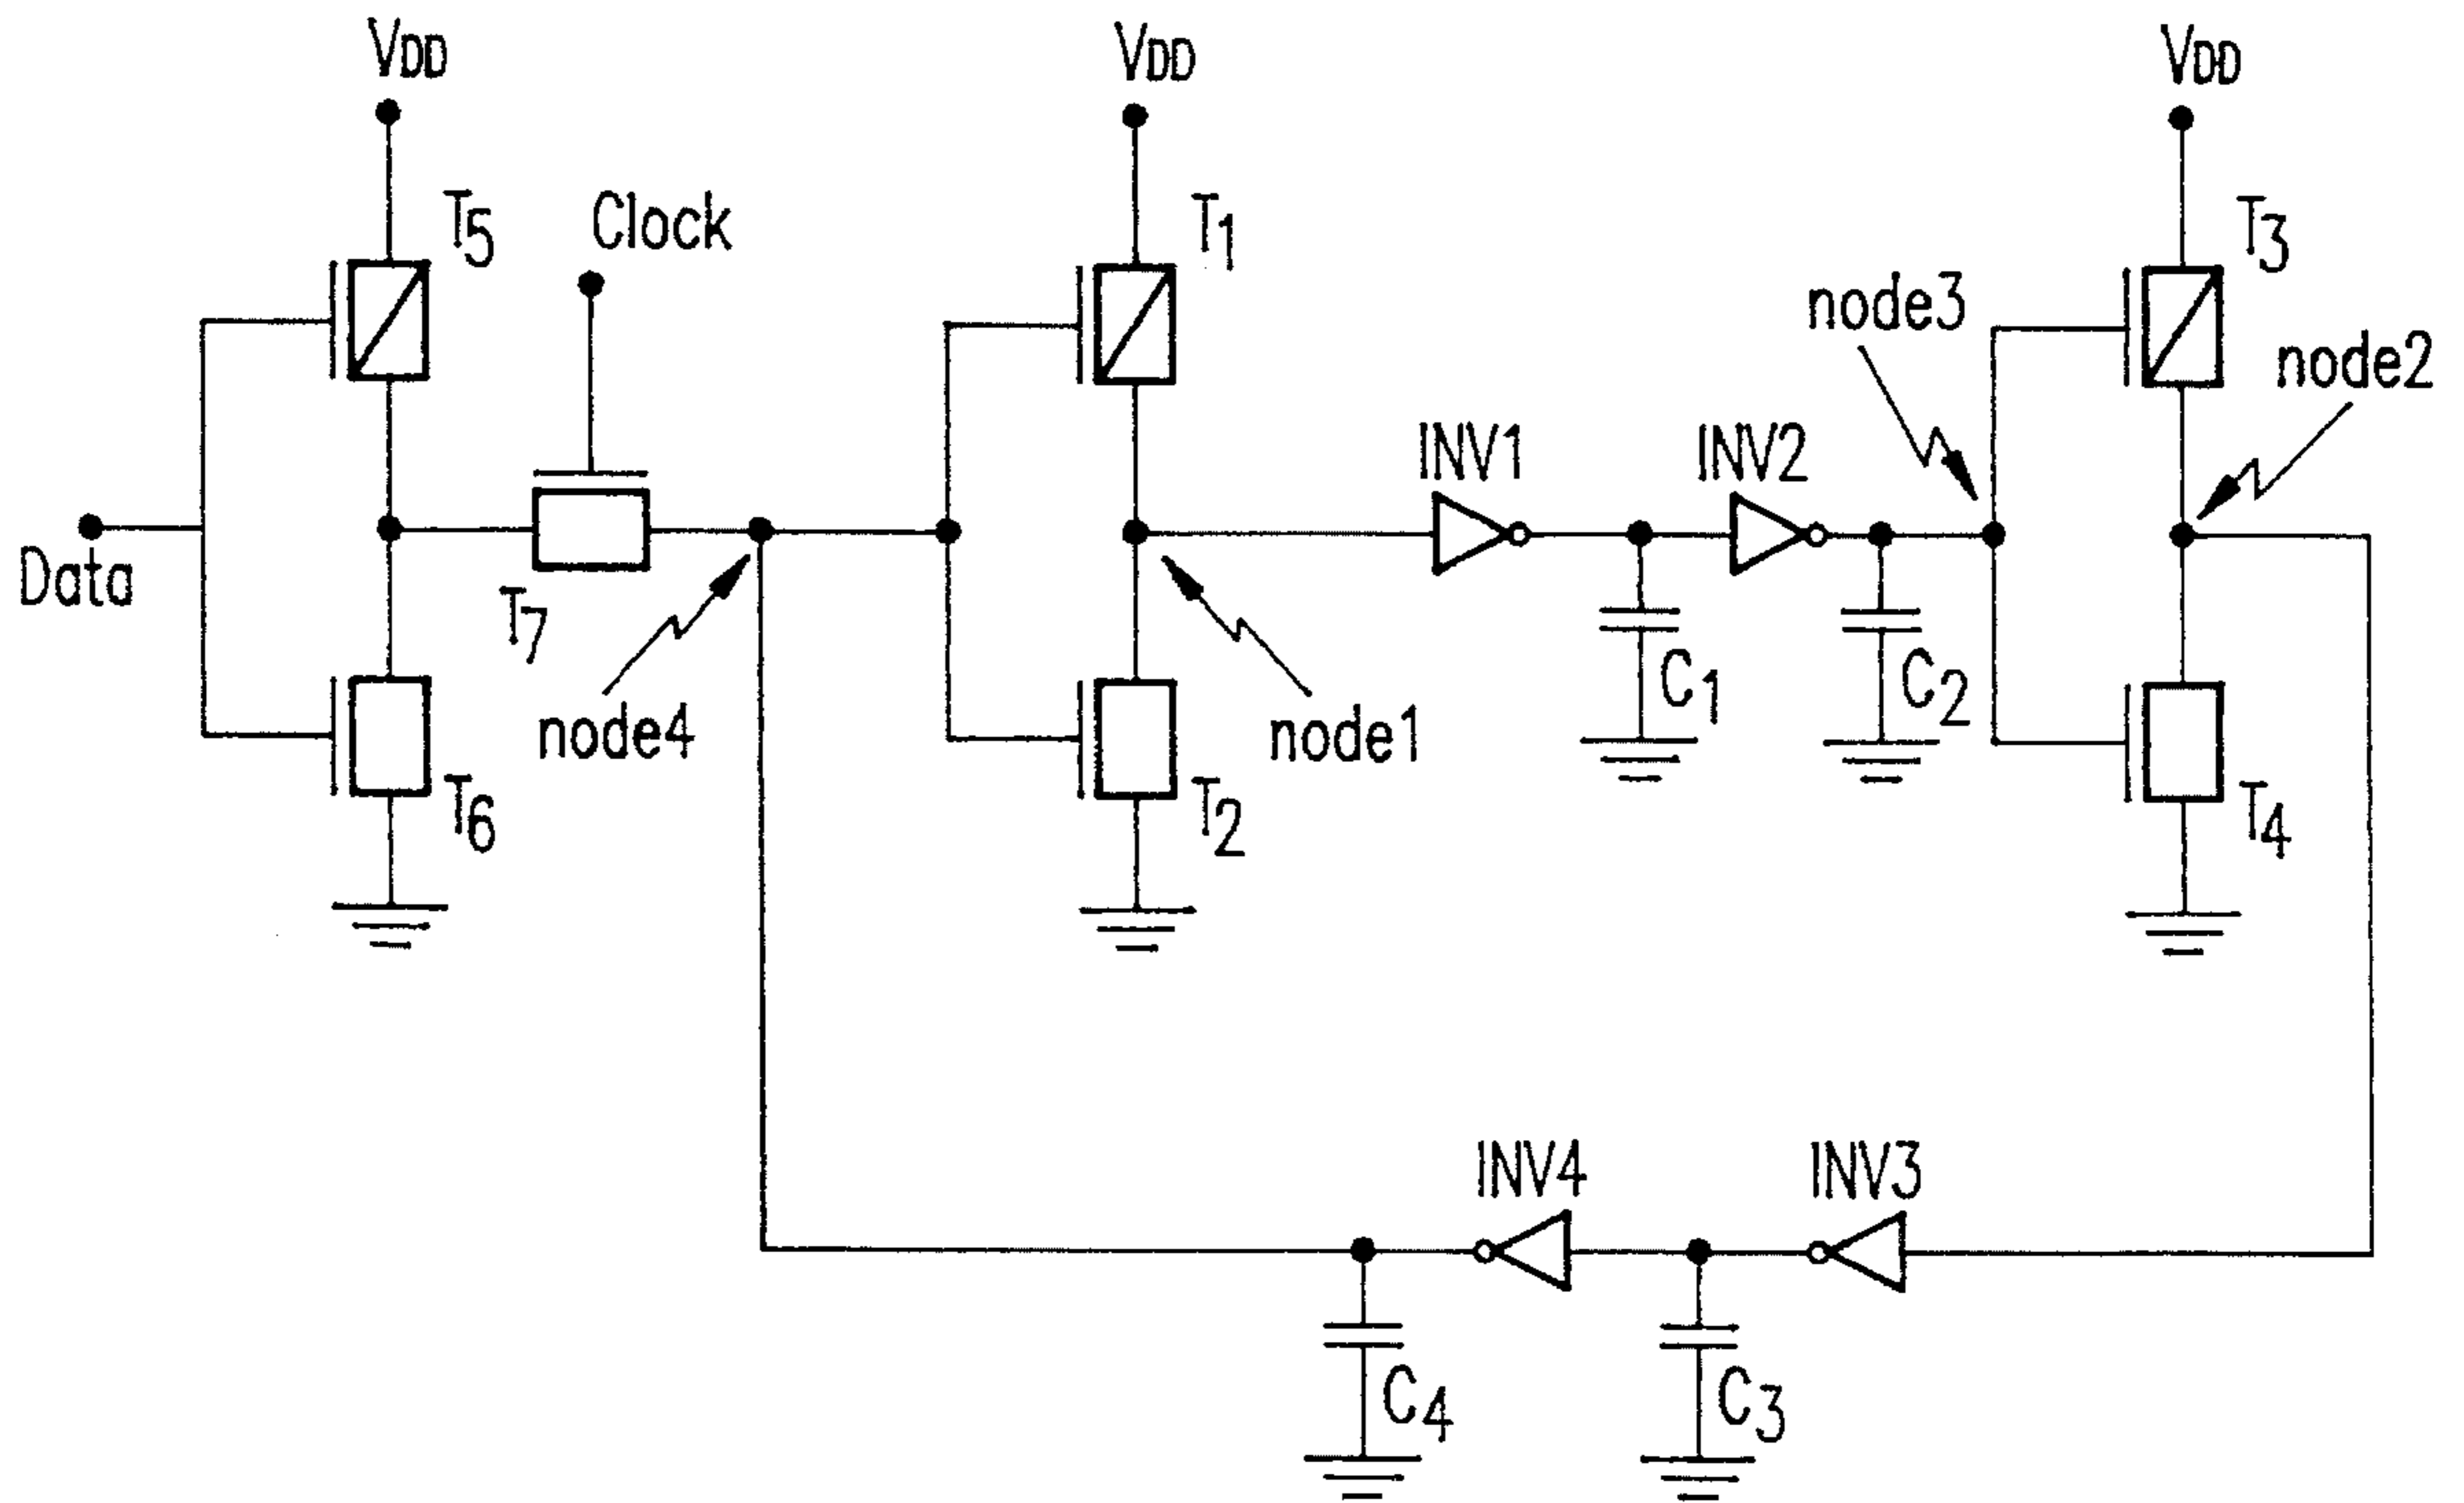 VDD
VDD
VDD
T5
Clock
T1
T3
node3
node2
INV1
INV2
Data
T7
node4
node1
C1
C2
T6
T2
T4
INV4
INV3
C4
C3